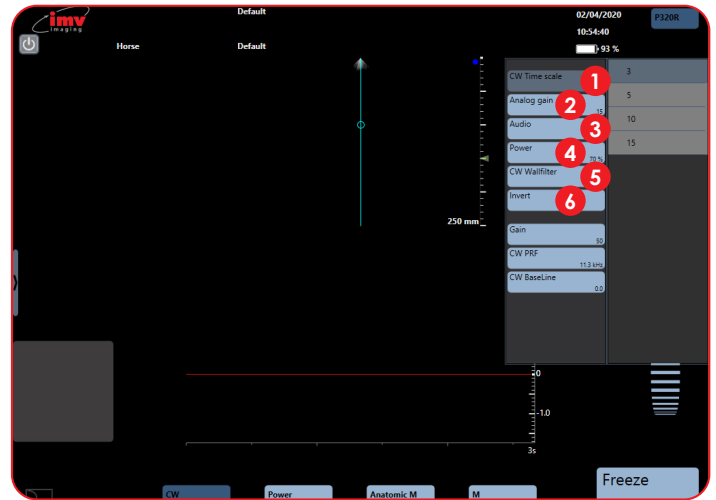 imv
imaging
Default
02/04/2020
P320R
10:54:40
Horse
Default
93 %
CW Time scale
1
3
Analog gain
2
15
5
Audio
3
10
Power
4
70 %
15
CW Wallfilter
5
Invert
6
250 mm
Gain
50
CW PRF
11.3 kHz
CW BaseLine
0.0
0
-1.0
3s
Freeze
CW
Power
Anatomic M
M